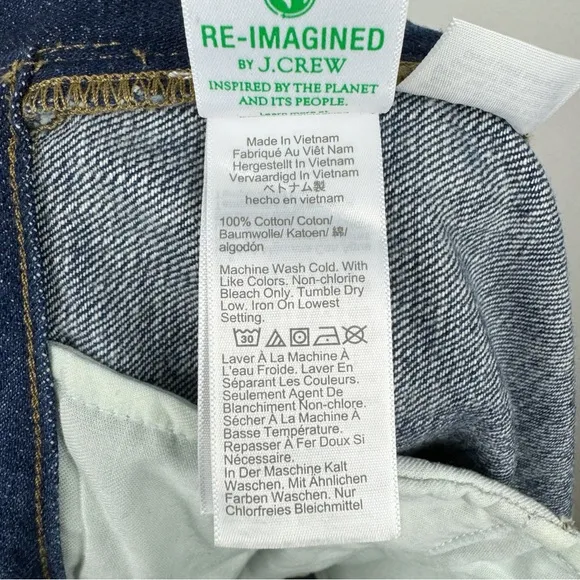 RE-IMAGINED
BY J.CREW
INSPIRED BY THE PLANET
AND ITS PEOPLE.
Made In Vietnam
Fabriqué Au Viêt Nam
Hergestellt In Vietnam
Vervaardigd In Vietnam
ベトナム製
hecho en vietnam
100% Cotton/ Coton/
Baumwolle/ Katoen/ 綿/
algodón
Machine Wash Cold. With
Like Colors. Non-chlorine
Bleach Only. Tumble Dry
Low. Iron On Lowest
Setting.
30
Laver À La Machine À
L'eau Froide. Laver En
Séparant Les Couleurs.
Seulement Agent De
Blanchiment Non-chlore.
Sécher À La Machine À
Basse Température.
Repasser À Fer Doux Si
Nécessaire.
In Der Maschine Kalt
Waschen. Mit Ähnlichen
Farben Waschen. Nur
Chlorfreies Bleichmittel